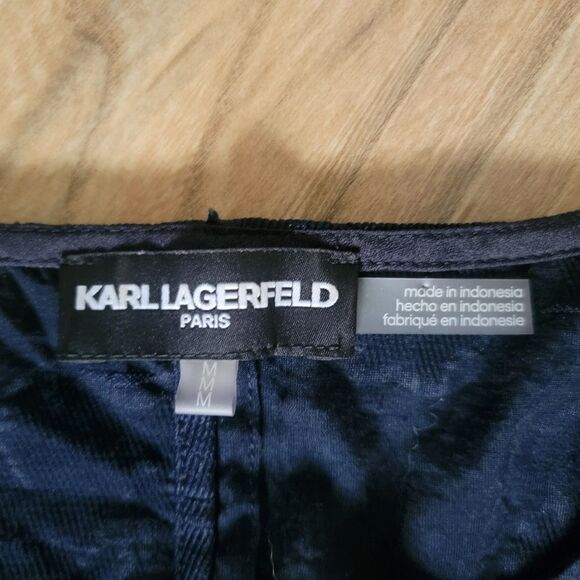 KARL LAGERFELD
PARIS
made in indonesia
hecho en indonesia
fabriqué en indonesie
M
M
M